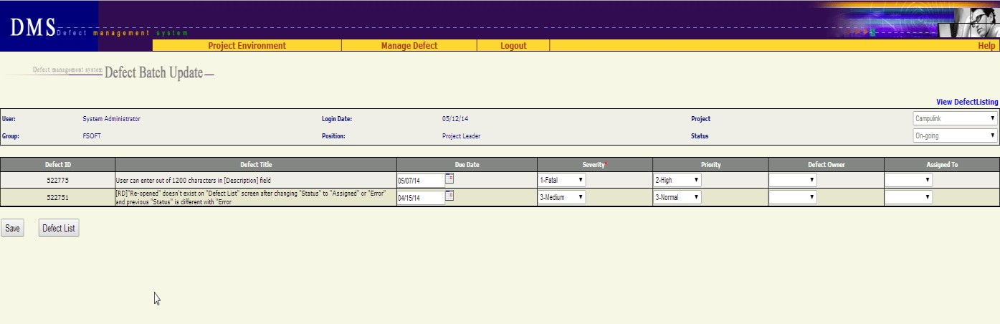 DMS Defect management system
Project Environment Manage Defect Logout Help
Defect management system Defect Batch Update
View DefectListing
User: System Administrator Login Date: 05/12/14 Project Campulink
Group: FSOFT Position: Project Leader Status On-going
Defect ID Defect Title Due Date Severity* Priority Defect Owner Assigned To
522775 User can enter out of 1200 characters in [Description] field 05/07/14 1-Fatal 2-High
522751 [RD]"Re-opened" doesn't exist on "Defect List" screen after changing "Status" to "Assigned" or "Error" 04/15/14 3-Medium 3-Normal
and previous "Status" is different with "Error
Save Defect List